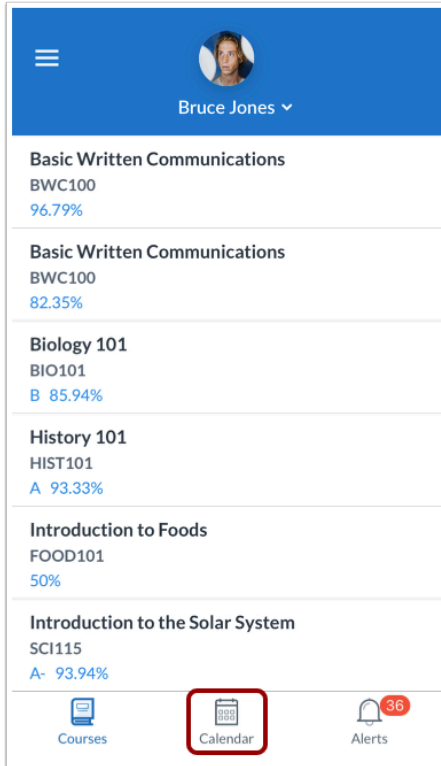 Bruce Jones
Basic Written Communications
BWC100
96.79%
Basic Written Communications
BWC100
82.35%
Biology 101
BIO101
B 85.94%
History 101
HIST101
A 93.33%
Introduction to Foods
FOOD101
50%
Introduction to the Solar System
SCI115
A- 93.94%
36
Courses Calendar Alerts